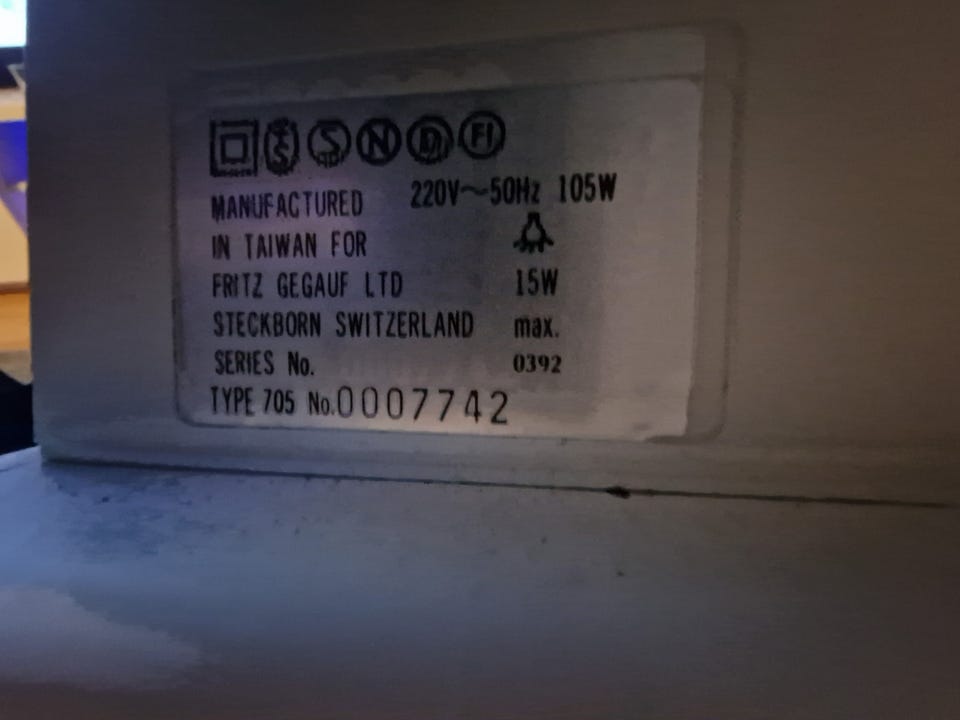 S N D FI
MANUFACTURED 220V~50Hz 105W
IN TAIWAN FOR
FRITZ GEGAUF LTD 15W
STECKBORN SWITZERLAND max.
SERIES No. 0392
TYPE 705 No.0007742